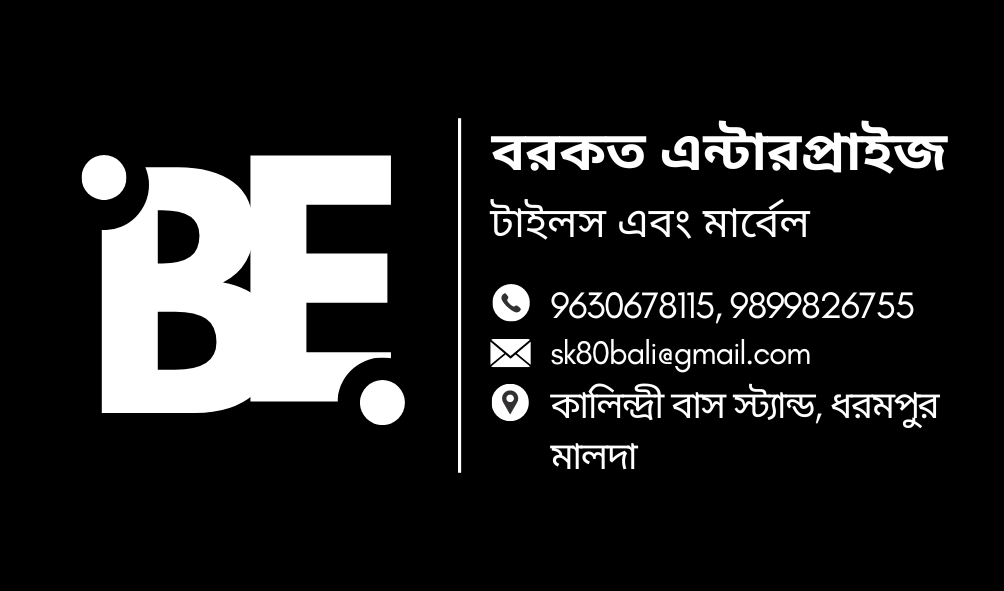 BE
বরকত এন্টারপ্রাইজ
টাইলস এবং মার্বেল
9630678115, 9899826755
sk80bali@gmail.com
কালিন্দ্রী বাস স্ট্যান্ড, ধরমপুর
মালদা